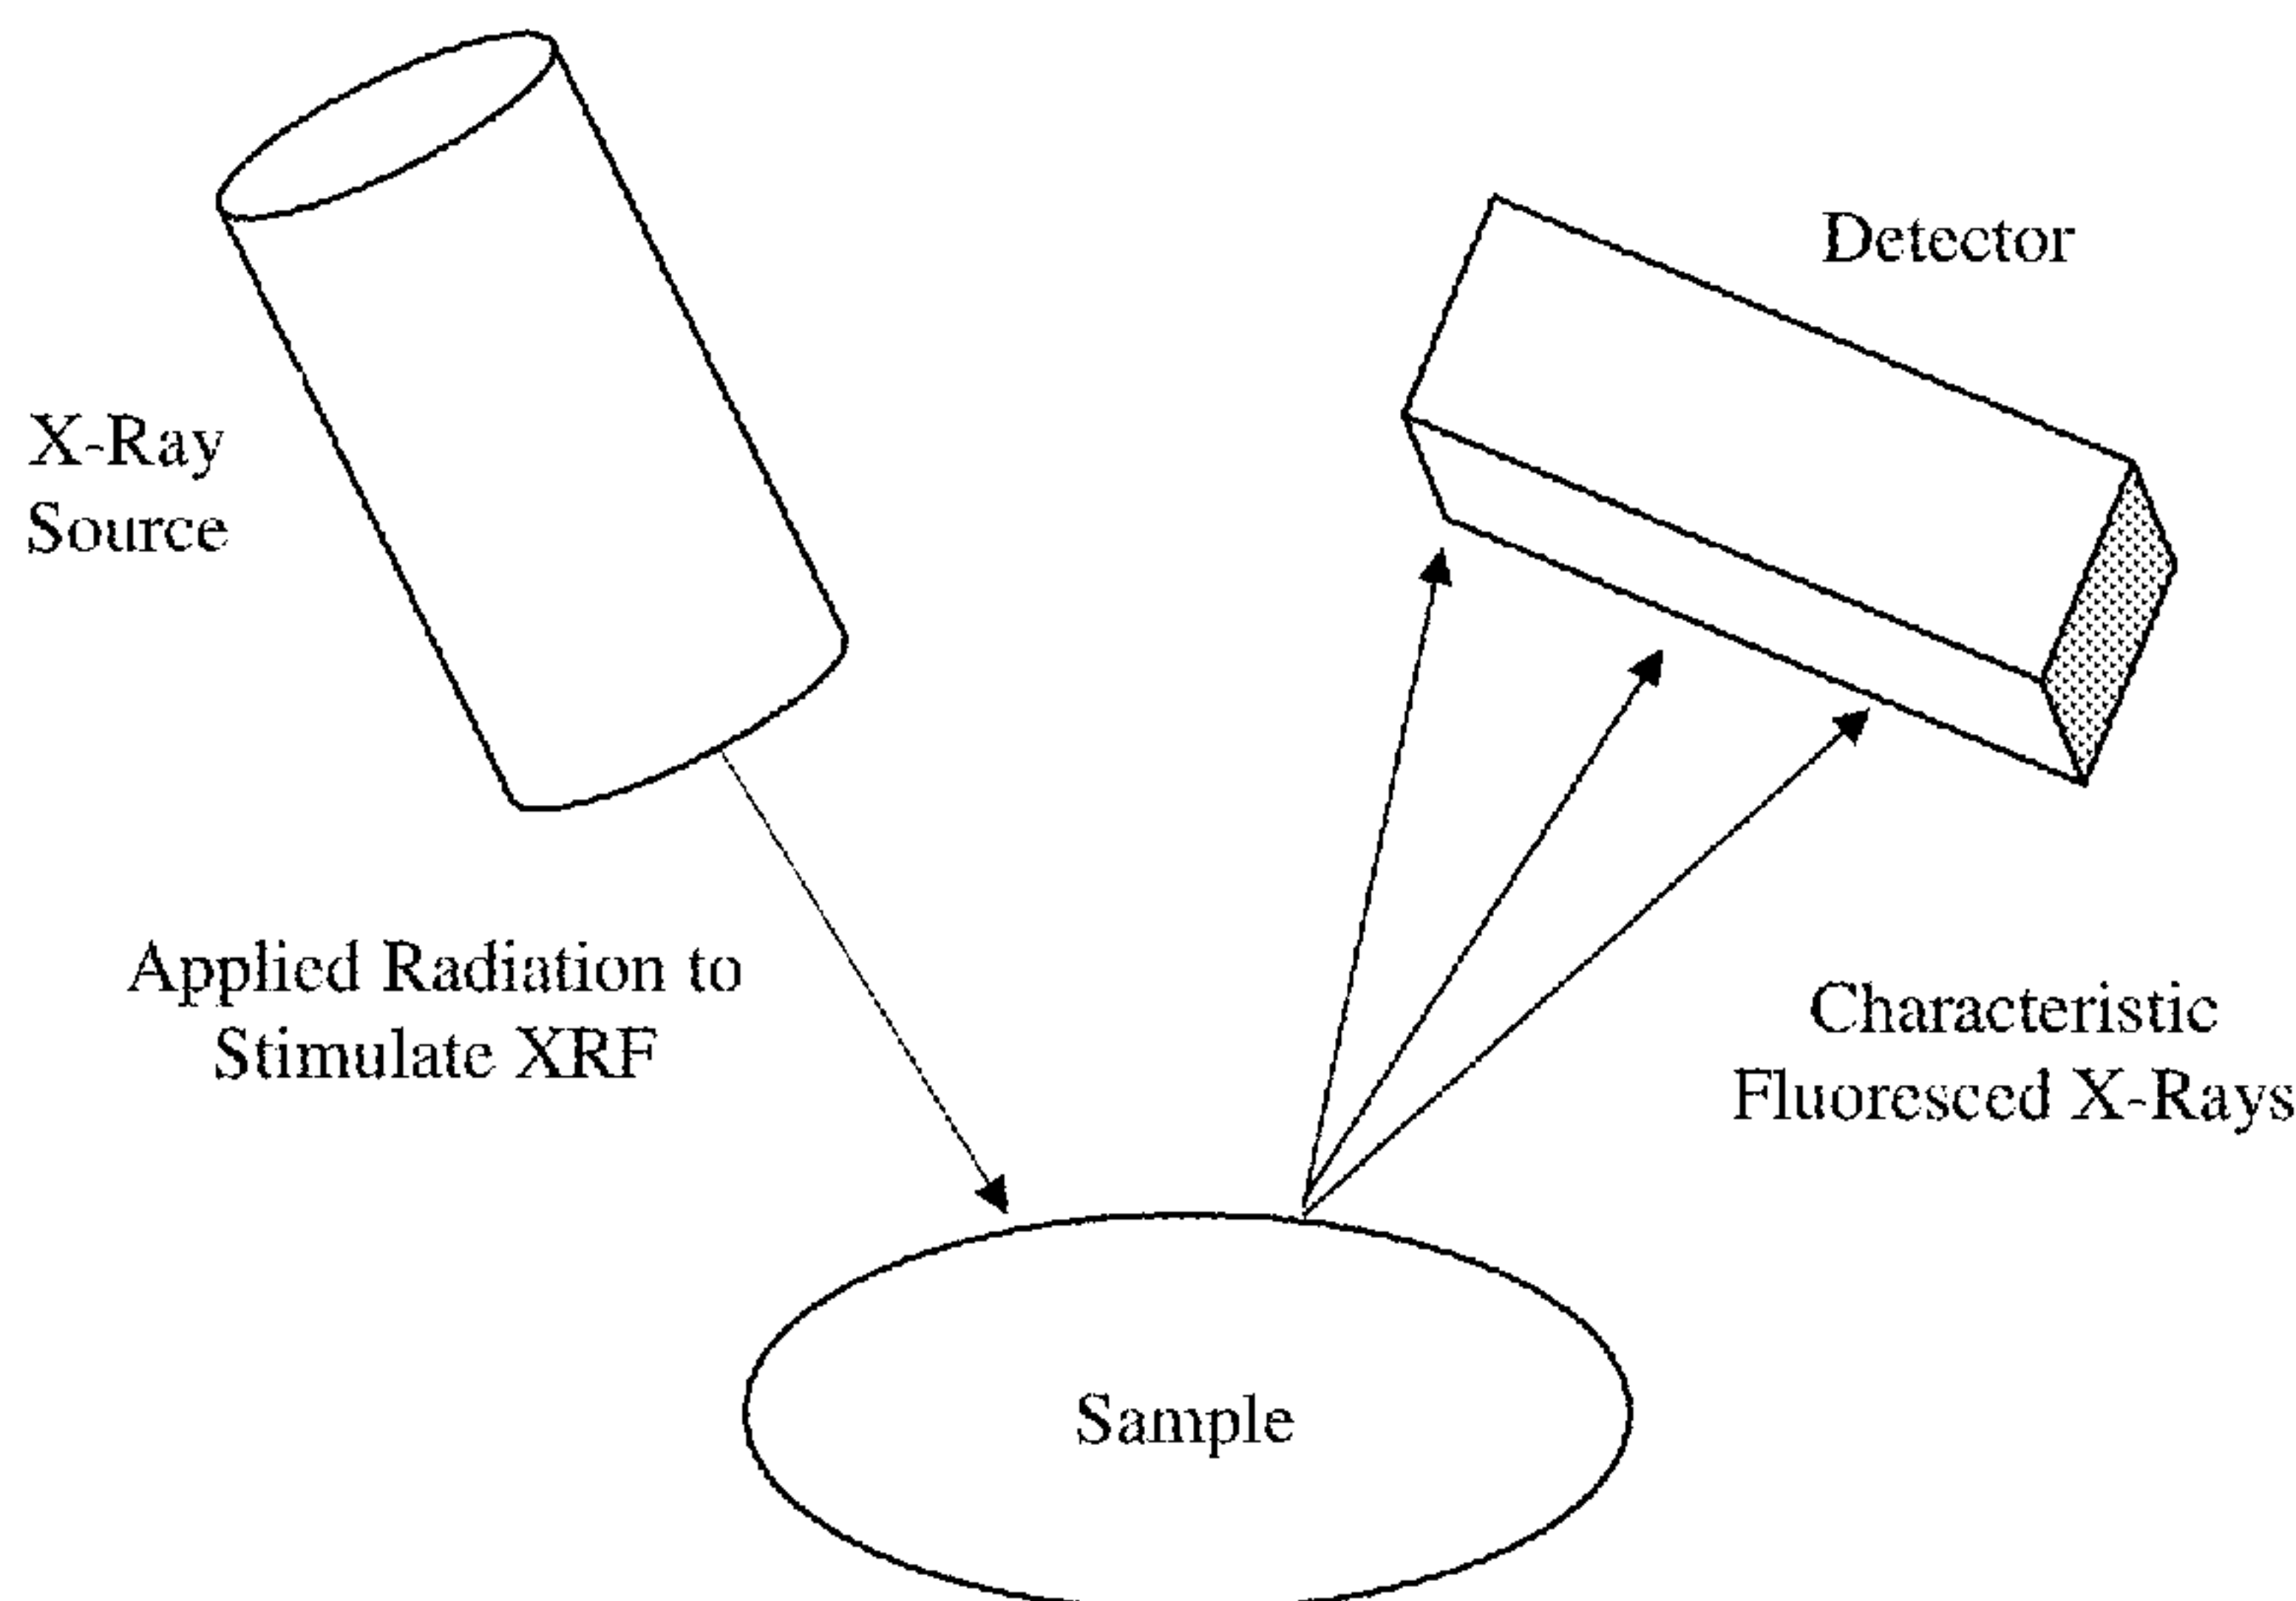 Detector
X-Ray
Source
Applied Radiation to
Stimulate XRF
Characteristic
Fluoresced X-Rays
Sample